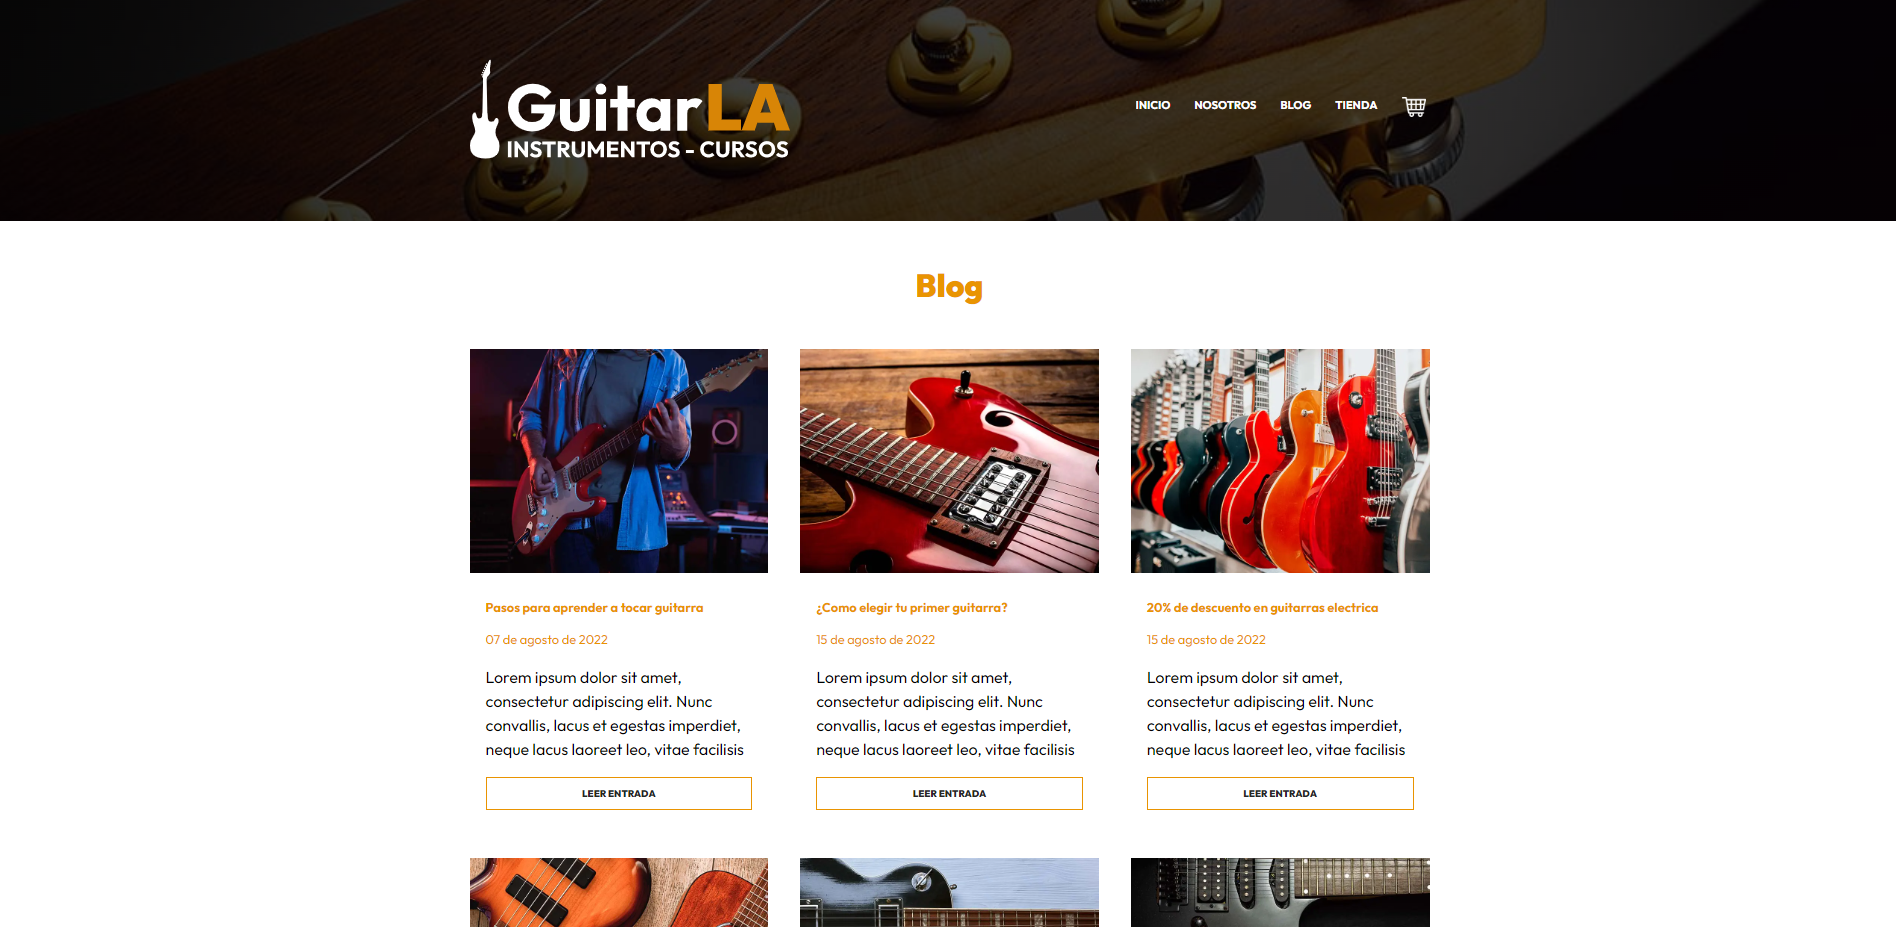 GuitarLA
INSTRUMENTOS - CURSOS
INICIO NOSOTROS BLOG TIENDA
Blog
Pasos para aprender a tocar guitarra
07 de agosto de 2022
Lorem ipsum dolor sit amet,
consectetur adipiscing elit. Nunc
convallis, lacus et egestas imperdiet,
neque lacus laoreet leo, vitae facilisis
LEER ENTRADA
¿Como elegir tu primer guitarra?
15 de agosto de 2022
Lorem ipsum dolor sit amet,
consectetur adipiscing elit. Nunc
convallis, lacus et egestas imperdiet,
neque lacus laoreet leo, vitae facilisis
LEER ENTRADA
20% de descuento en guitarras electrica
15 de agosto de 2022
Lorem ipsum dolor sit amet,
consectetur adipiscing elit. Nunc
convallis, lacus et egestas imperdiet,
neque lacus laoreet leo, vitae facilisis
LEER ENTRADA